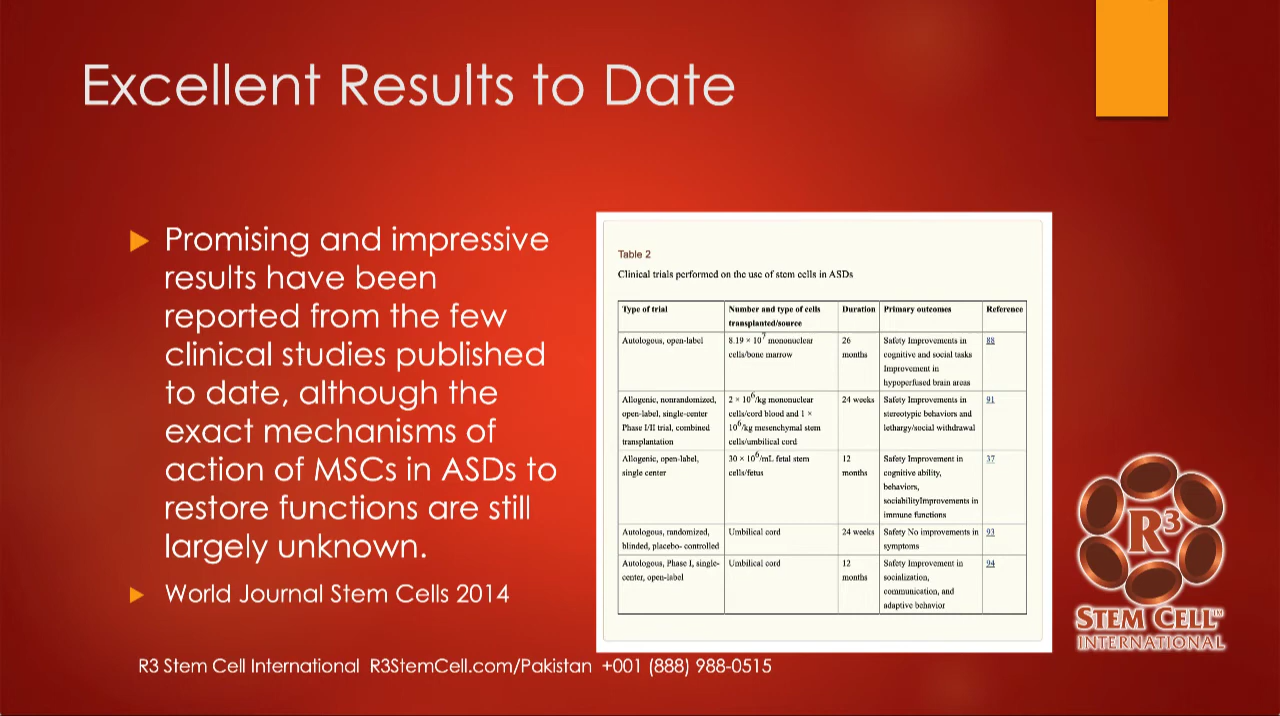 Excellent Results to Date
Promising and impressive
results have been
reported from the few
clinical studies published
to date, although the
exact mechanisms of
action of MSCs in ASDs to
restore functions are still
largely unknown.
World Journal Stem Cells 2014
Table 2
Clinical trials performed on the use of stem cells in ASDs
Type of trial
Number and type of cells
transplanted/source
Duration
Primary outcomes
Reference
Autologous, open-label
8.19 × 10^7 mononuclear
cells/bone marrow
26
months
Safety Improvements in
cognitive and social tasks
Improvement in
hypoperfused brain areas
88
Allogenic, nonrandomized,
open-label, single-center
Phase I/II trial, combined
transplantation
2 × 10^6/kg mononuclear
cells/cord blood and 1 ×
10^6/kg mesenchymal stem
cells/umbilical cord
24 weeks
Safety Improvements in
stereotypic behaviors and
lethargy/social withdrawal
91
Allogenic, open-label,
single center
30 × 10^6/mL fetal stem
cells/fetus
12
months
Safety Improvement in
cognitive ability,
behaviors,
sociabilityImprovements in
immune functions
37
Autologous, randomized,
blinded, placebo- controlled
Umbilical cord
24 weeks
Safety No improvements in
symptoms
93
Autologous, Phase I, single-
center, open-label
Umbilical cord
12
months
Safety Improvement in
socialization,
communication, and
adaptive behavior
94
R³
STEM CELL™
INTERNATIONAL
R3 Stem Cell International R3StemCell.com/Pakistan +001 (888) 988-0515